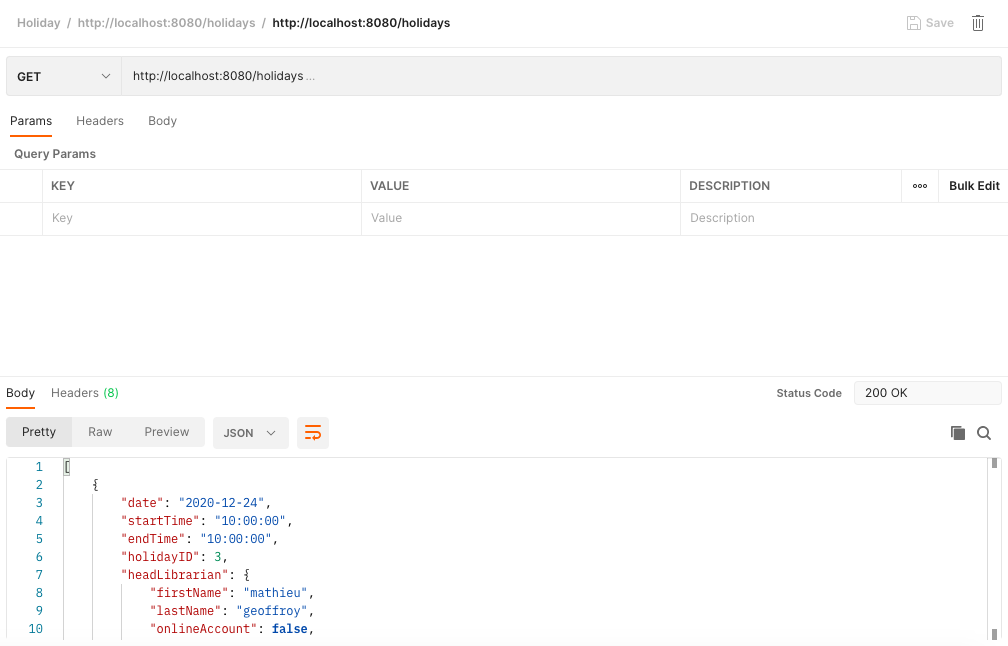 Holiday / http://localhost:8080/holidays / http://localhost:8080/holidays
Save
GET
http://localhost:8080/holidays ...
Params Headers Body
Query Params
KEY VALUE DESCRIPTION ooo Bulk Edit
Key Value Description
Body Headers (8) Status Code 200 OK
Pretty Raw Preview JSON
1 [
2 {
3 "date": "2020-12-24",
4 "startTime": "10:00:00",
5 "endTime": "10:00:00",
6 "holidayID": 3,
7 "headLibrarian": {
8 "firstName": "mathieu",
9 "lastName": "geoffroy",
10 "onlineAccount": false,